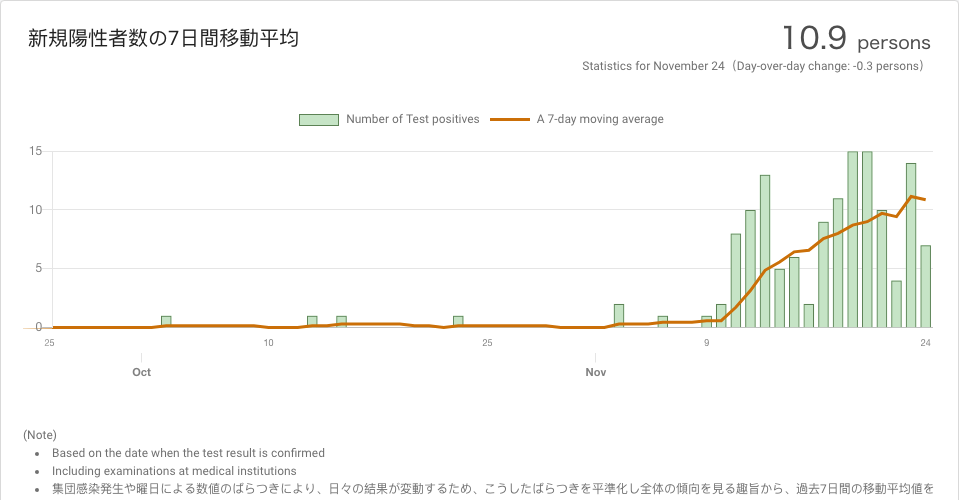 新規陽性者数の7日間移動平均
10.9 persons
Statistics for November 24（Day-over-day change: -0.3 persons）
Number of Test positives A 7-day moving average
15
10
5
0
25 10 25 9 24
Oct Nov
(Note)
Based on the date when the test result is confirmed
Including examinations at medical institutions
集団感染発生や曜日による数値のばらつきにより、日々の結果が変動するため、こうしたばらつきを平準化し全体の傾向を見る趣旨から、過去7日間の移動平均値を